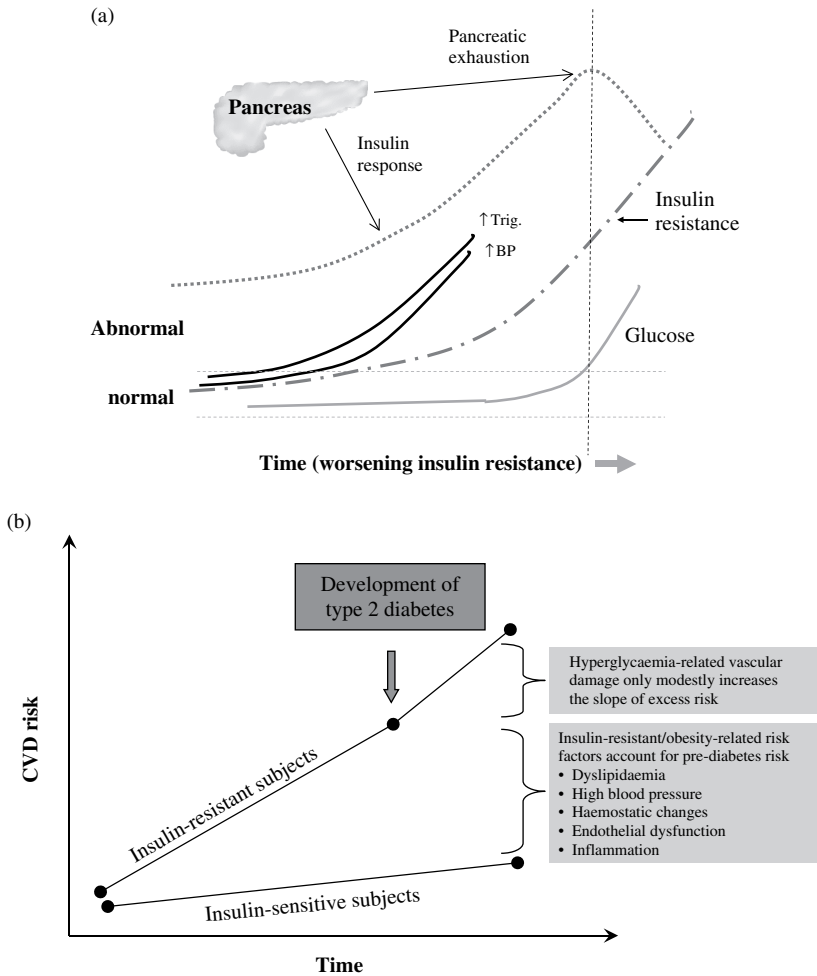 (a)
Pancreatic
exhaustion
Pancreas
Insulin
response
↑Trig.
↑BP
Insulin
resistance
Abnormal
Glucose
normal
Time (worsening insulin resistance)
(b)
CVD risk
Development of
type 2 diabetes
Hyperglycaemia-related vascular
damage only modestly increases
the slope of excess risk
Insulin-resistant/obesity-related risk
factors account for pre-diabetes risk
• Dyslipidaemia
• High blood pressure
• Haemostatic changes
• Endothelial dysfunction
• Inflammation
Insulin-resistant subjects
Insulin-sensitive subjects
Time